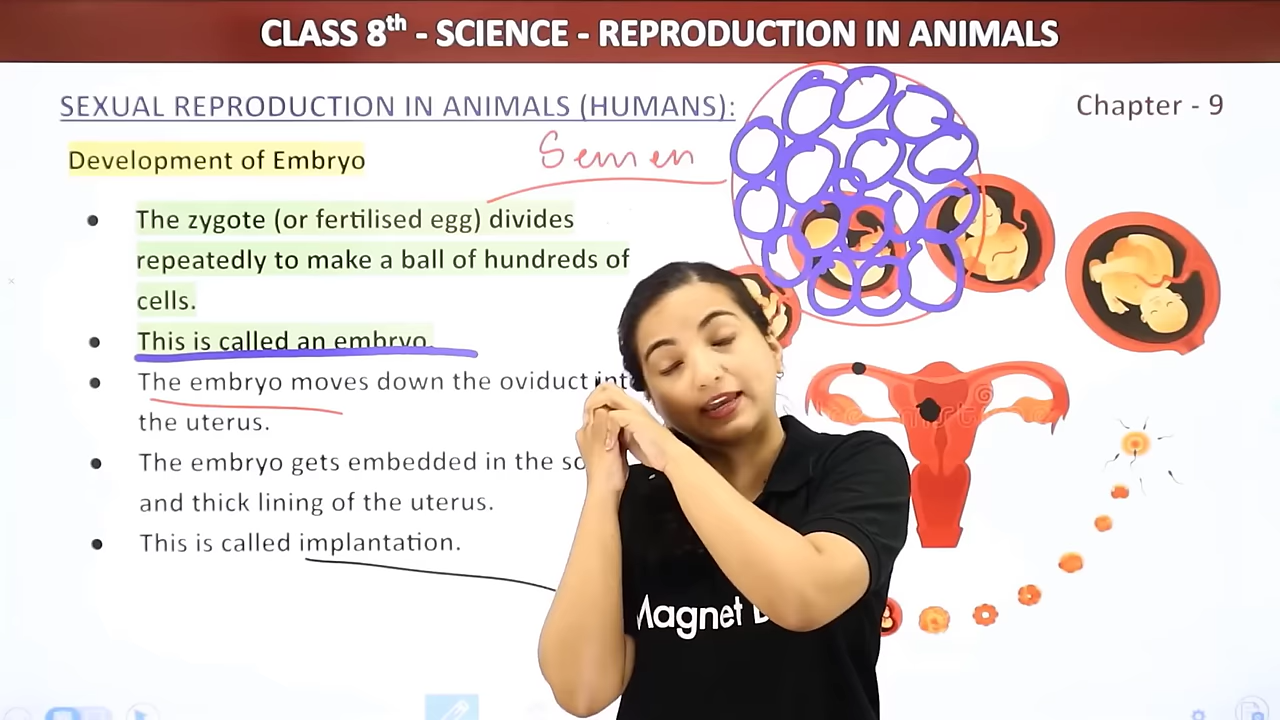 CLASS 8th - SCIENCE - REPRODUCTION IN ANIMALS
SEXUAL REPRODUCTION IN ANIMALS (HUMANS):
Chapter - 9
Semen
Development of Embryo
The zygote (or fertilised egg) divides
repeatedly to make a ball of hundreds of
cells.
This is called an embryo.
The embryo moves down the oviduct
the uterus.
The embryo gets embedded in the
and thick lining of the uterus.
This is called implantation.
Magnet